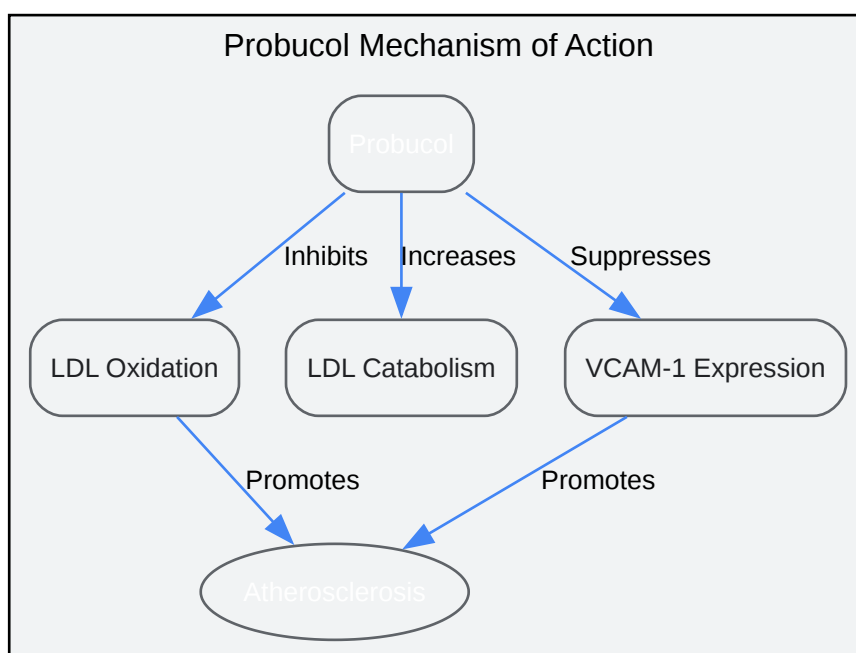 Probucol Mechanism of Action
Probucol
Inhibits
Increases
Suppresses
LDL Oxidation
LDL Catabolism
VCAM-1 Expression
Promotes
Promotes
Atherosclerosis